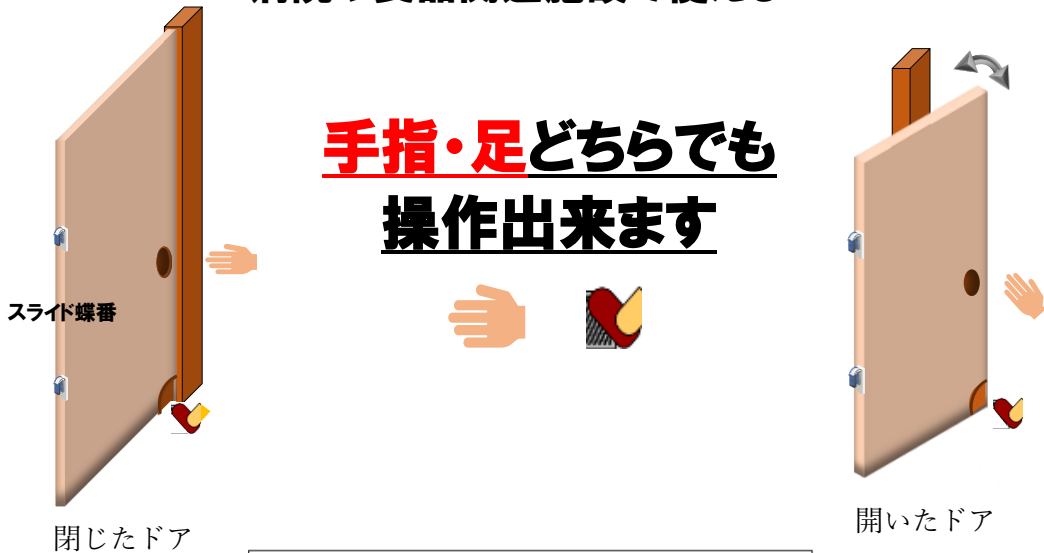 手指・足どちらでも
操作出来ます
スライド蝶番
閉じたドア
開いたドア